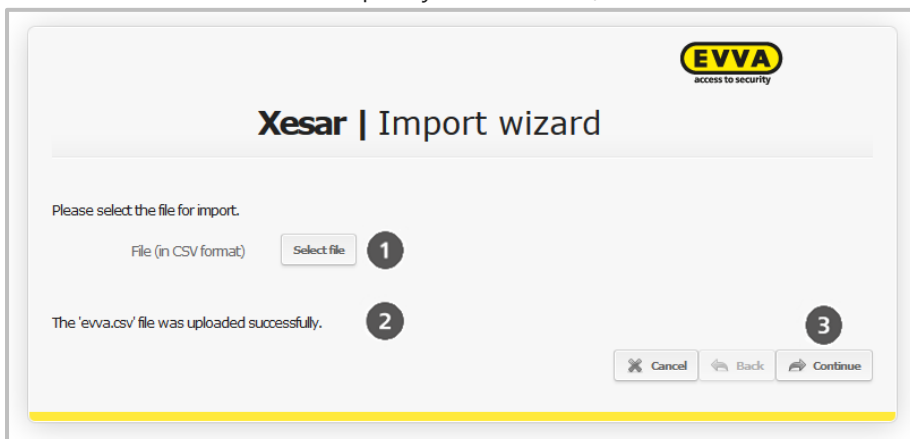 EVVA
access to security
Xesar | Import wizard
Please select the file for import.
File (in CSV format) Select file 1
The 'evva.csv' file was uploaded successfully. 2
3
Cancel Back Continue